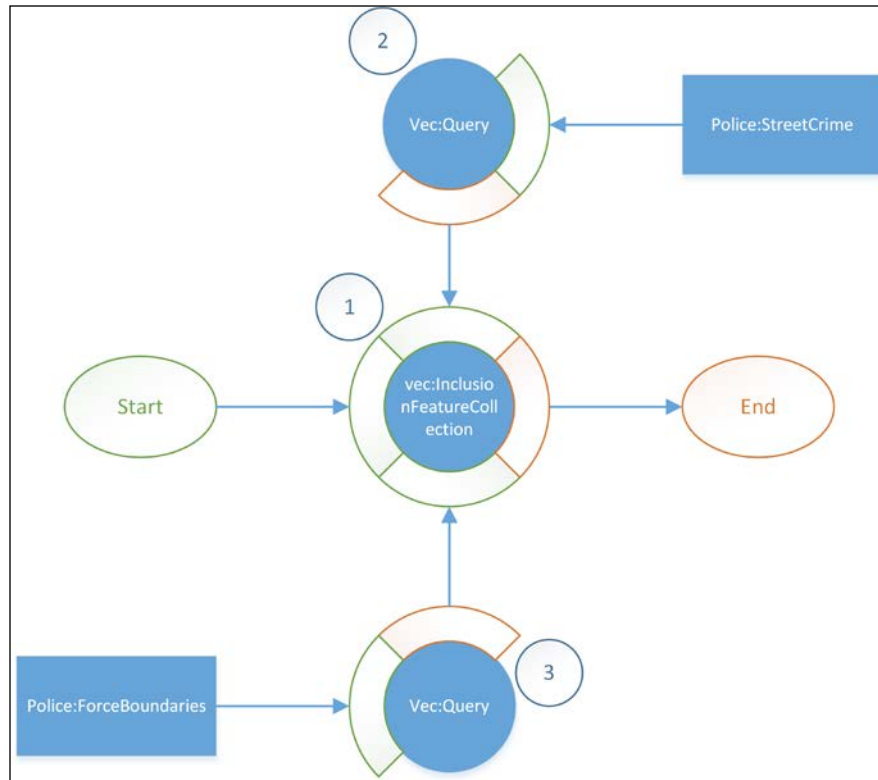 2
Vec:Query
Police:StreetCrime
1
Start
vec:Inclusio
nFeatureColl
ection
End
Police:ForceBoundaries
Vec:Query
3